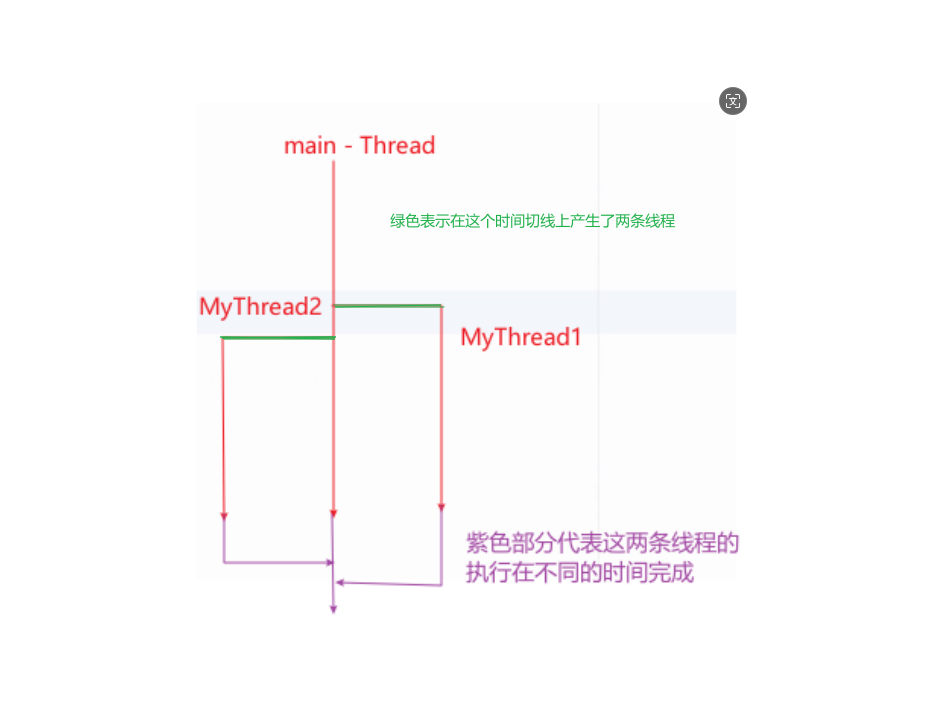 main - Thread
绿色表示在这个时间切线上产生了两条线程
MyThread2
MyThread1
紫色部分代表这两条线程的
执行在不同的时间完成